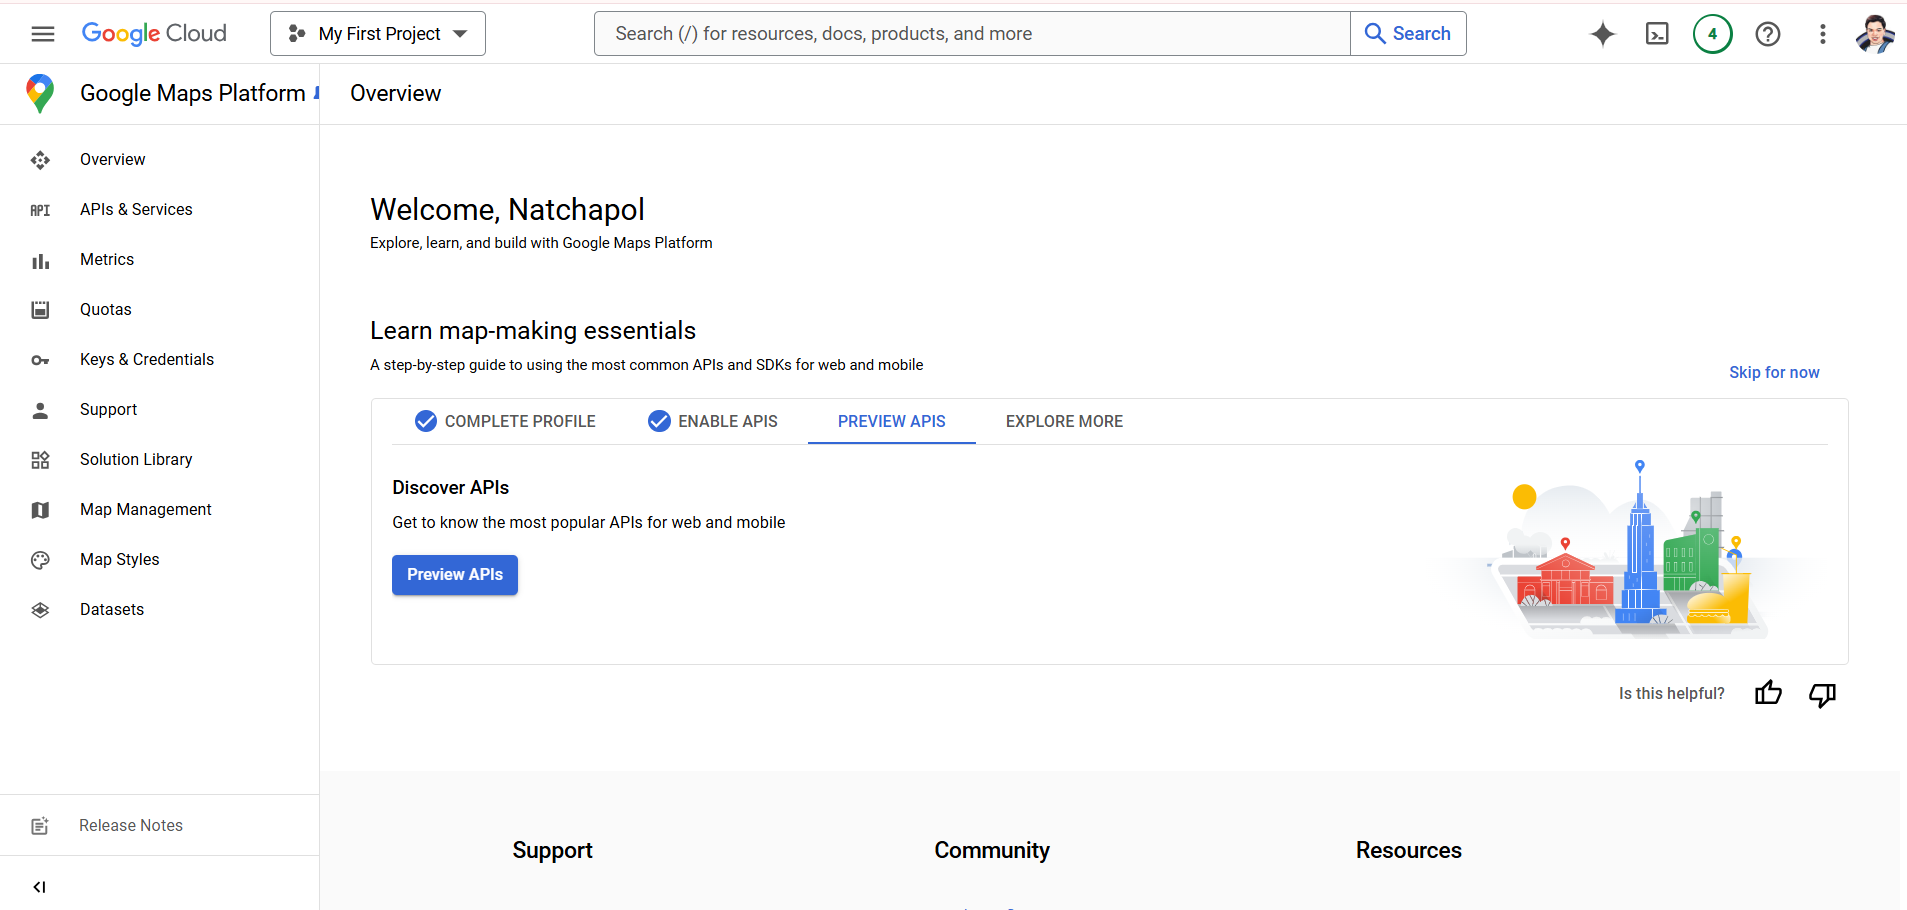 Google Cloud
My First Project
Search (/) for resources, docs, products, and more
Search
4
Google Maps Platform
Overview
Overview
API
APIs & Services
Metrics
Quotas
Keys & Credentials
Support
Solution Library
Map Management
Map Styles
Datasets
Release Notes
Welcome, Natchapol
Explore, learn, and build with Google Maps Platform
Learn map-making essentials
A step-by-step guide to using the most common APIs and SDKs for web and mobile
Skip for now
COMPLETE PROFILE
ENABLE APIS
PREVIEW APIS
EXPLORE MORE
Discover APIs
Get to know the most popular APIs for web and mobile
Preview APIs
Is this helpful?
Support
Community
Resources